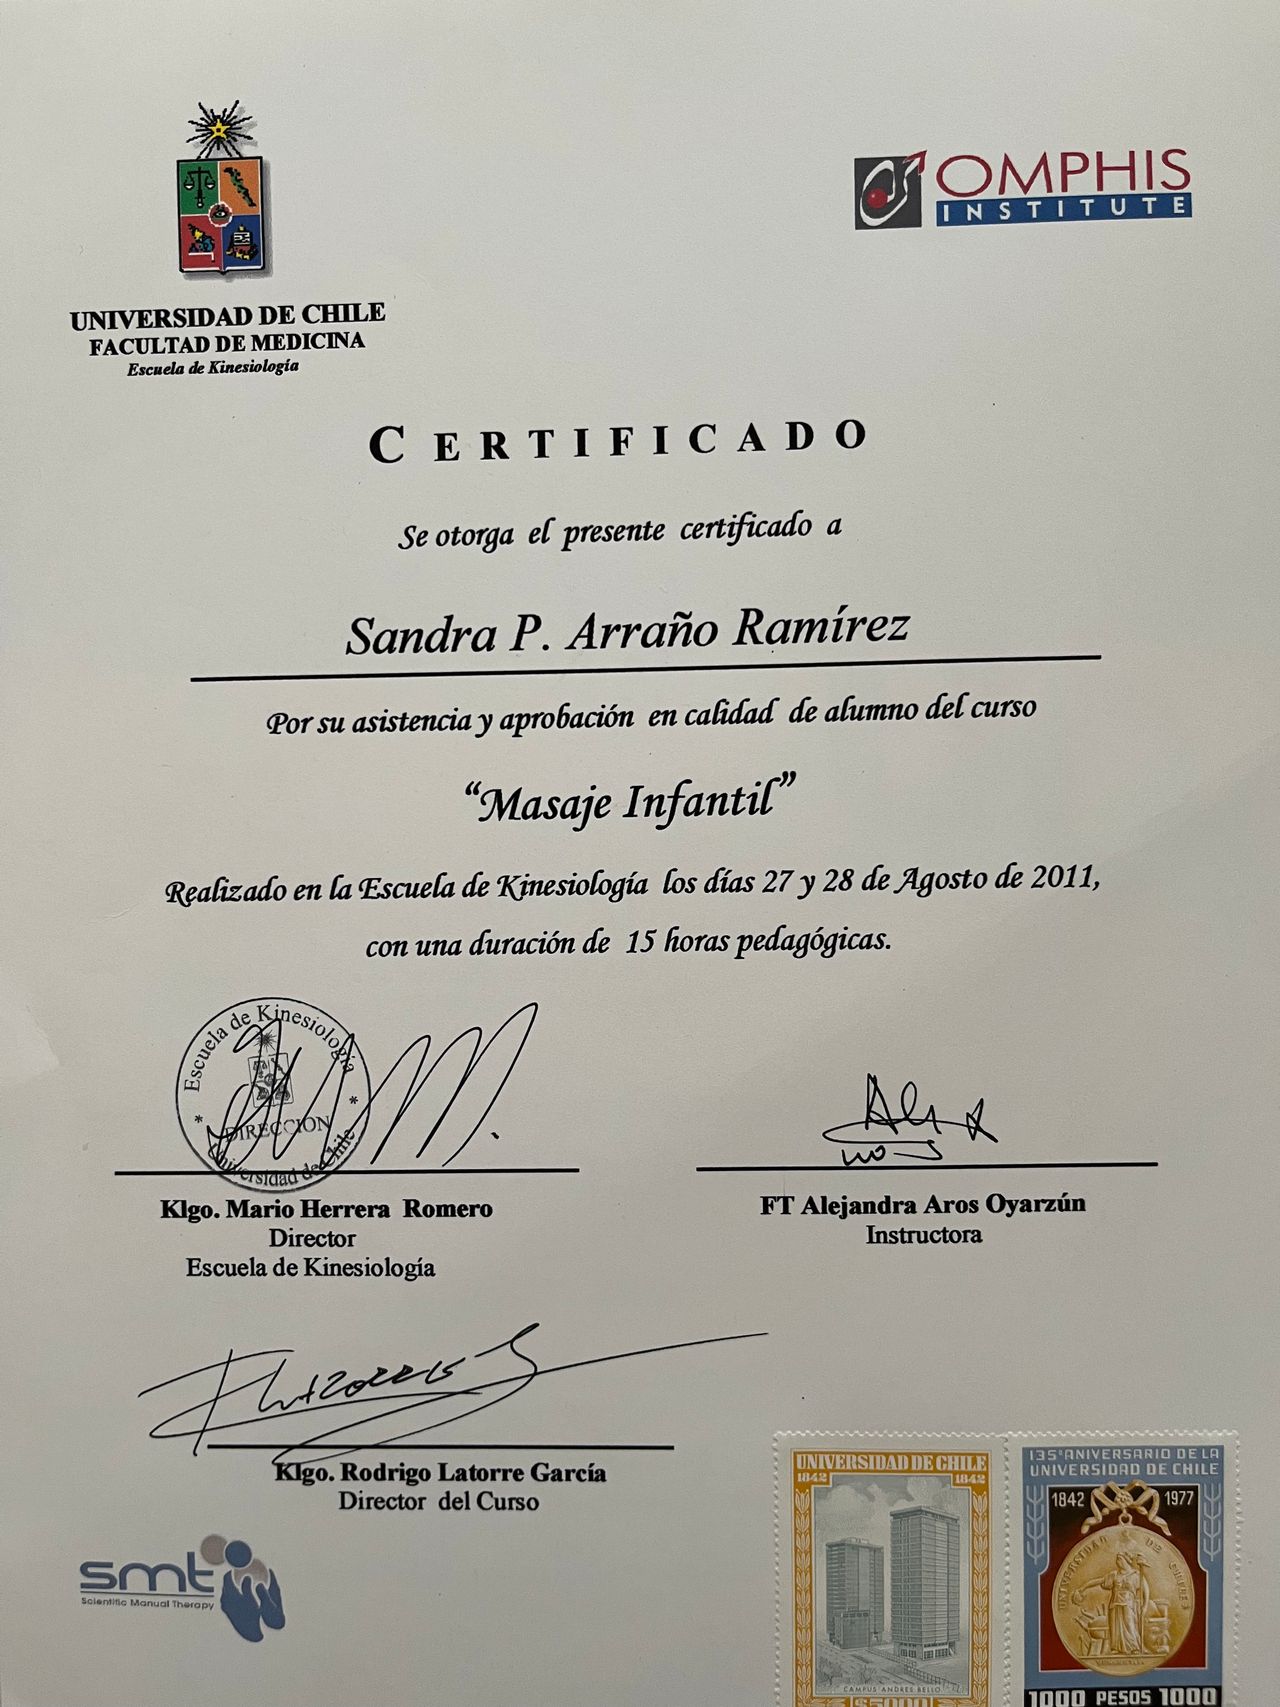 OMPHIS
INSTITUTE
UNIVERSIDAD DE CHILE
FACULTAD DE MEDICINA
Escuela de Kinesiología
CERTIFICADO
Se otorga el presente certificado a
Sandra P. Arraño Ramírez
Por su asistencia y aprobación en calidad de alumno del curso
“Masaje Infantil”
Realizado en la Escuela de Kinesiología los días 27 y 28 de Agosto de 2011,
con una duración de 15 horas pedagógicas.
Escuela de Kinesiología
* DIRECCION *
Universidad de Chile
Klgo. Mario Herrera Romero
Director
Escuela de Kinesiología
FT Alejandra Aros Oyarzún
Instructora
Klgo. Rodrigo Latorre García
Director del Curso
smt
Scientific Manual Therapy
UNIVERSIDAD DE CHILE
1842 1842
CAMPUS ANDRES BELLO
$5000
135º ANIVERSARIO DE LA
UNIVERSIDAD DE CHILE
1842 1977
UNIVERSIDAD DE CHILE
1000 PESOS 1000